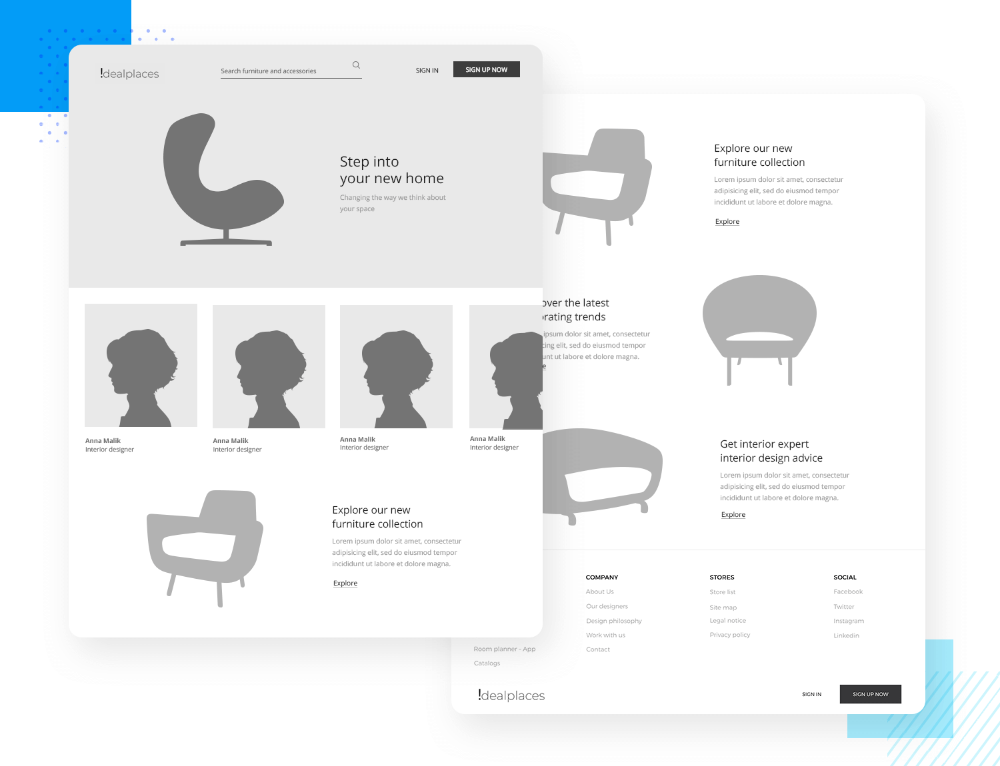 !dealplaces
Search furniture and accessories
SIGN IN
SIGN UP NOW
Step into
your new home
Changing the way we think about
your space
Anna Malik
Interior designer
Anna Malik
Interior designer
Anna Malik
Interior designer
Anna Malik
Interior designer
Explore our new
furniture collection
Lorem ipsum dolor sit amet, consectetur
adipisicing elit, sed do eiusmod tempor
incididunt ut labore et dolore magna.
Explore
Explore our new
furniture collection
Lorem ipsum dolor sit amet, consectetur
adipisicing elit, sed do eiusmod tempor
incididunt ut labore et dolore magna.
Explore
over the latest
rating trends
ipsum dolor sit amet, consectetur
cing elit, sed do eiusmod tempor
unt ut labore et dolore magna.
e
Get interior expert
interior design advice
Lorem ipsum dolor sit amet, consectetur
adipisicing elit, sed do eiusmod tempor
incididunt ut labore et dolore magna.
Explore
Room planner - App
Catalogs
COMPANY
About Us
Our designers
Design philosophy
Work with us
Contact
STORES
Store list
Site map
Legal notice
Privacy policy
SOCIAL
Facebook
Twitter
Instagram
Linkedin
!dealplaces
SIGN IN
SIGN UP NOW